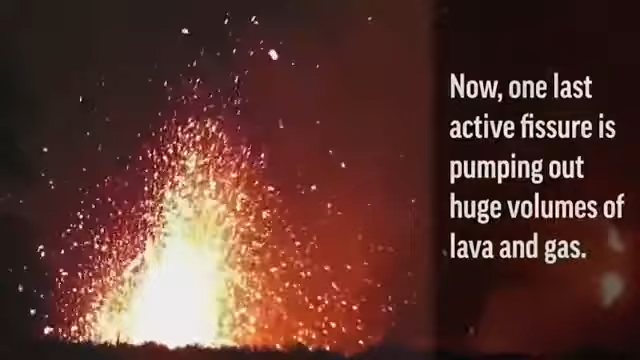 Now, one last
active fissure is
pumping out
huge volumes of
lava and gas.